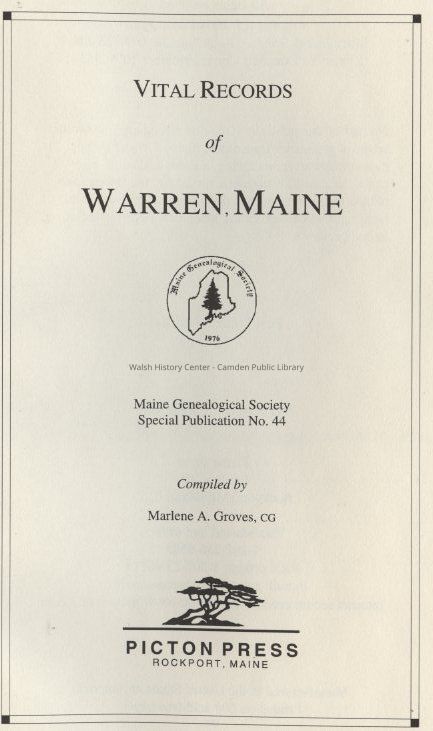 VITAL RECORDS
of
WARREN, MAINE
Maine Genealogical Society
1976
Walsh History Center - Camden Public Library
Maine Genealogical Society
Special Publication No. 44
Compiled by
Marlene A. Groves, CG
PICTON PRESS
ROCKPORT, MAINE